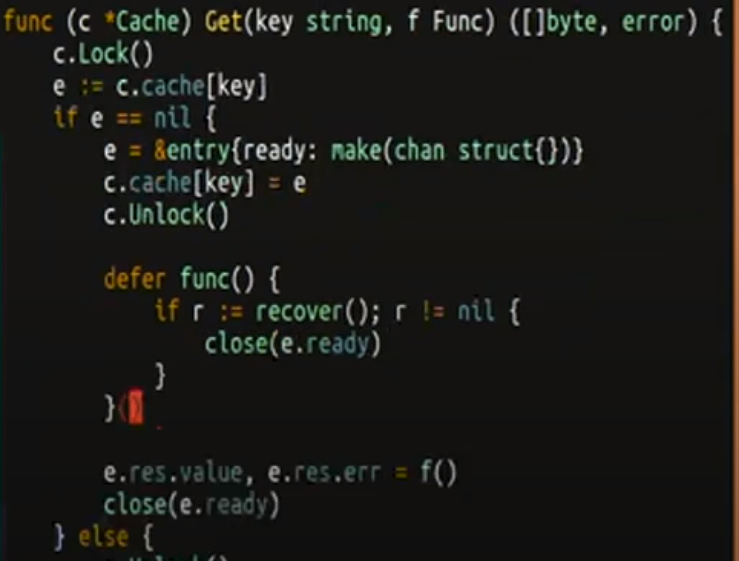 func (c *Cache) Get(key string, f Func) ([]byte, error) {
    c.Lock()
    e := c.cache[key]
    if e == nil {
        e = &entry{ready: make(chan struct{})}
        c.cache[key] = e
        c.Unlock()

        defer func() {
            if r := recover(); r != nil {
                close(e.ready)
            }
        }()

        e.res.value, e.res.err = f()
        close(e.ready)
    } else {